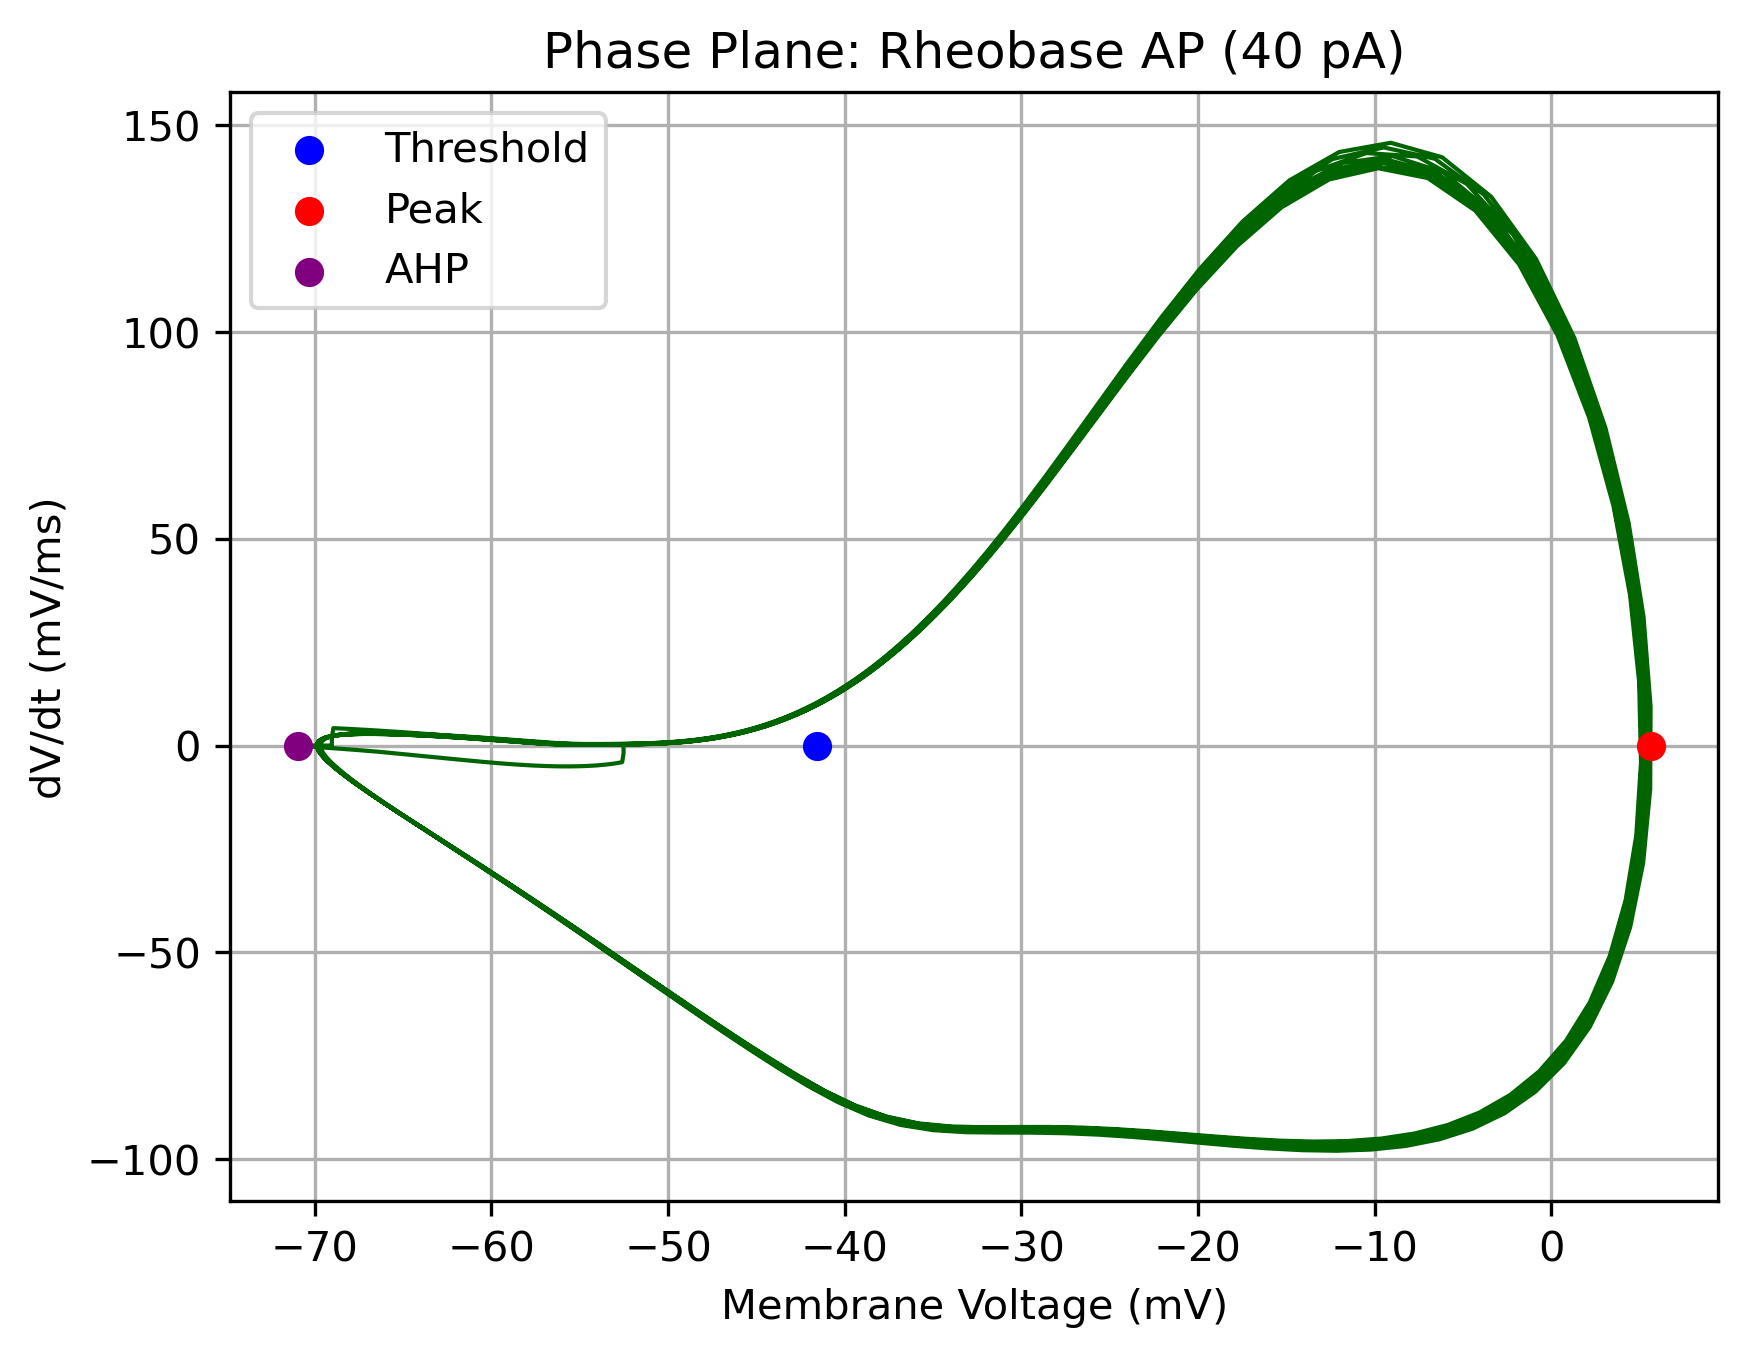 Phase Plane: Rheobase AP (40 pA)
Threshold
Peak
AHP
150
100
50
0
−50
−100
dV/dt (mV/ms)
−70 −60 −50 −40 −30 −20 −10 0
Membrane Voltage (mV)